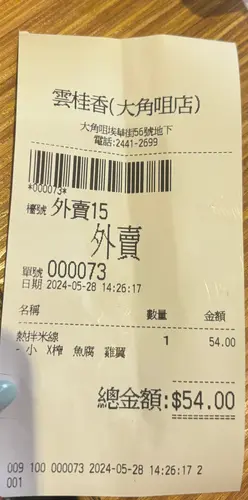 雲桂香(大角咀店)
大角咀埃華街56號地下
電話:2441-2699
*000073*
檯號 外賣15
外賣
單號 000073
日期 2024-05-28 14:26:17
名稱 數量 金額
熱拌米線 1 54.00
- 小 X榨 魚腐 雞翼
總金額:$54.00
009 100 000073 2024-05-28 14:26:17 2
001